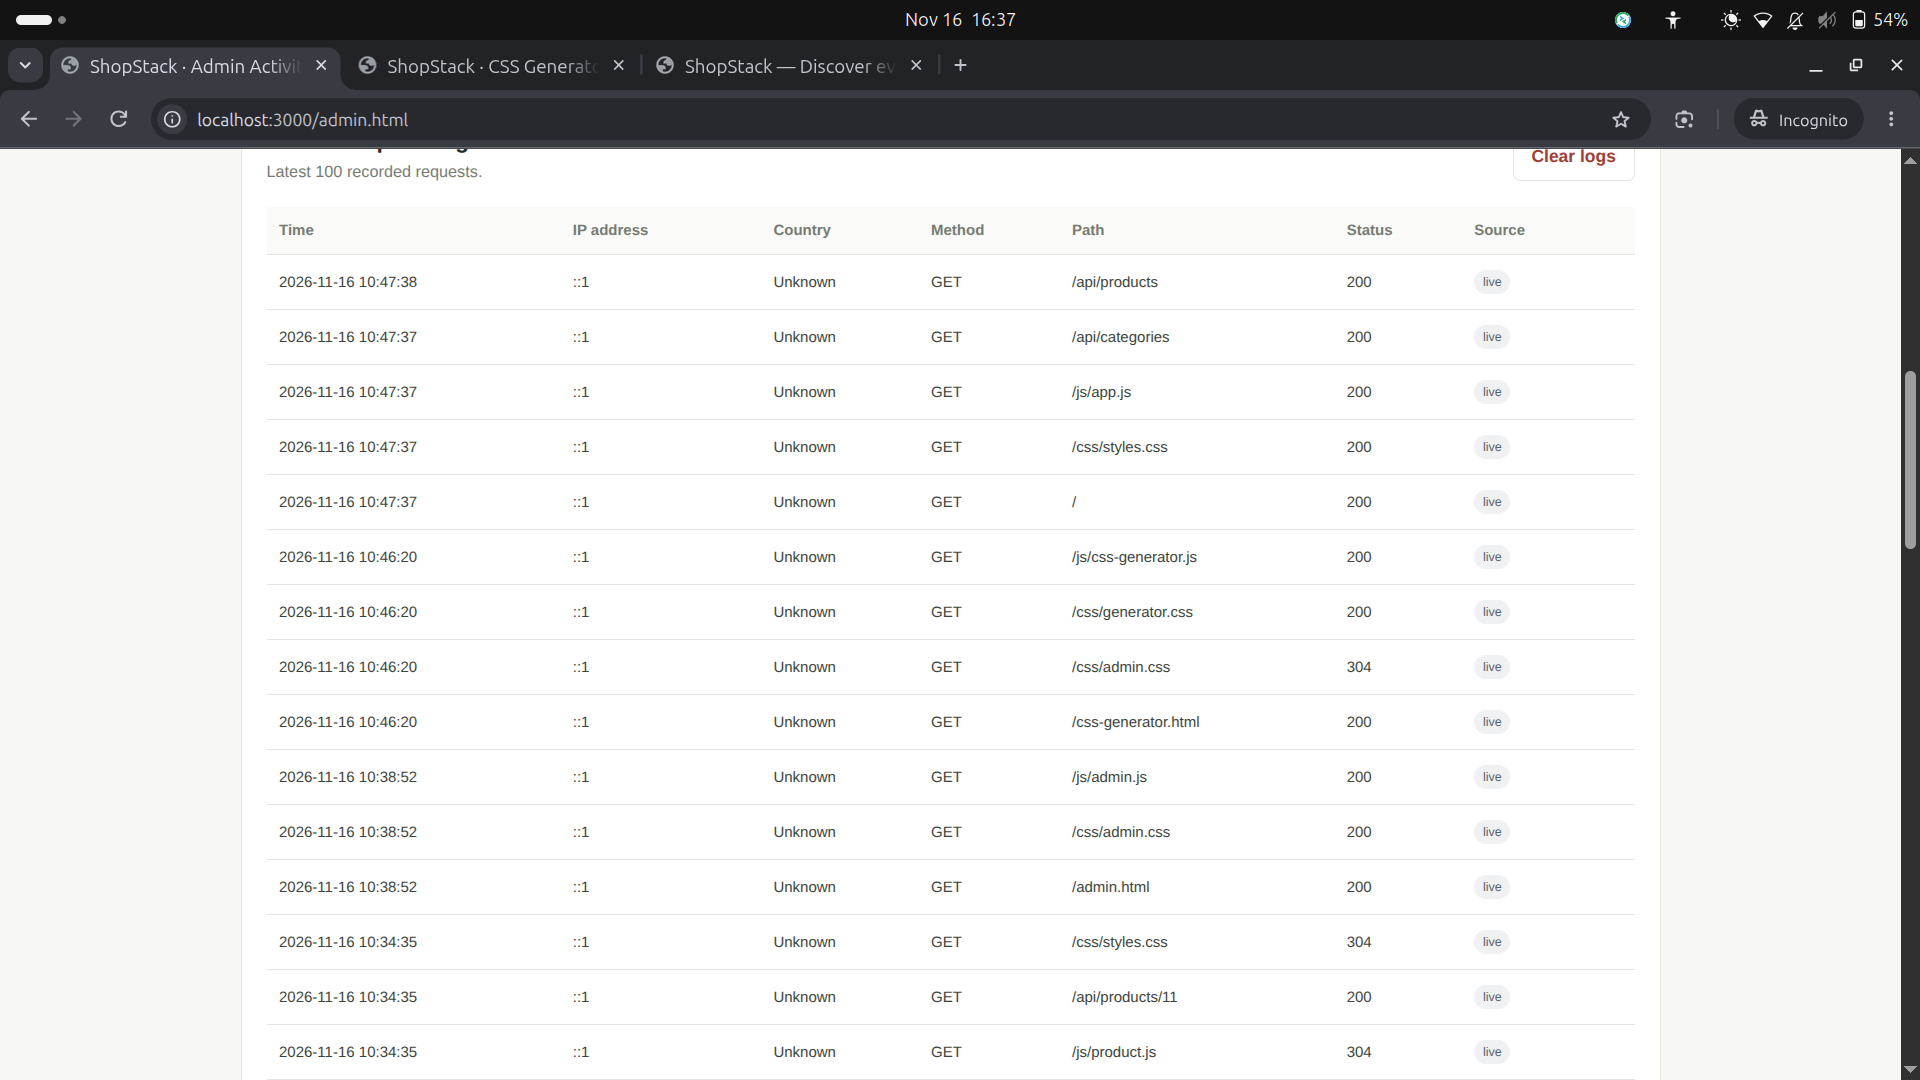 Nov 16 16:37
54%
ShopStack · Admin Activi
ShopStack · CSS Generato
ShopStack — Discover ev
localhost:3000/admin.html
Incognito
Latest 100 recorded requests.
Clear logs
Time IP address Country Method Path Status Source
2026-11-16 10:47:38 ::1 Unknown GET /api/products 200 live
2026-11-16 10:47:37 ::1 Unknown GET /api/categories 200 live
2026-11-16 10:47:37 ::1 Unknown GET /js/app.js 200 live
2026-11-16 10:47:37 ::1 Unknown GET /css/styles.css 200 live
2026-11-16 10:47:37 ::1 Unknown GET / 200 live
2026-11-16 10:46:20 ::1 Unknown GET /js/css-generator.js 200 live
2026-11-16 10:46:20 ::1 Unknown GET /css/generator.css 200 live
2026-11-16 10:46:20 ::1 Unknown GET /css/admin.css 304 live
2026-11-16 10:46:20 ::1 Unknown GET /css-generator.html 200 live
2026-11-16 10:38:52 ::1 Unknown GET /js/admin.js 200 live
2026-11-16 10:38:52 ::1 Unknown GET /css/admin.css 200 live
2026-11-16 10:38:52 ::1 Unknown GET /admin.html 200 live
2026-11-16 10:34:35 ::1 Unknown GET /css/styles.css 304 live
2026-11-16 10:34:35 ::1 Unknown GET /api/products/11 200 live
2026-11-16 10:34:35 ::1 Unknown GET /js/product.js 304 live